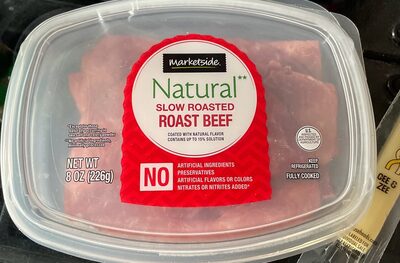 marketside.
Natural**
SLOW ROASTED
ROAST BEEF
COATED WITH NATURAL FLAVOR
CONTAINS UP TO 15% SOLUTION
NET WT
8 OZ (226g)
NO
ARTIFICIAL INGREDIENTS
PRESERVATIVES
ARTIFICIAL FLAVORS OR COLORS
NITRATES OR NITRITES ADDED*
KEEP
REFRIGERATED
FULLY COOKED